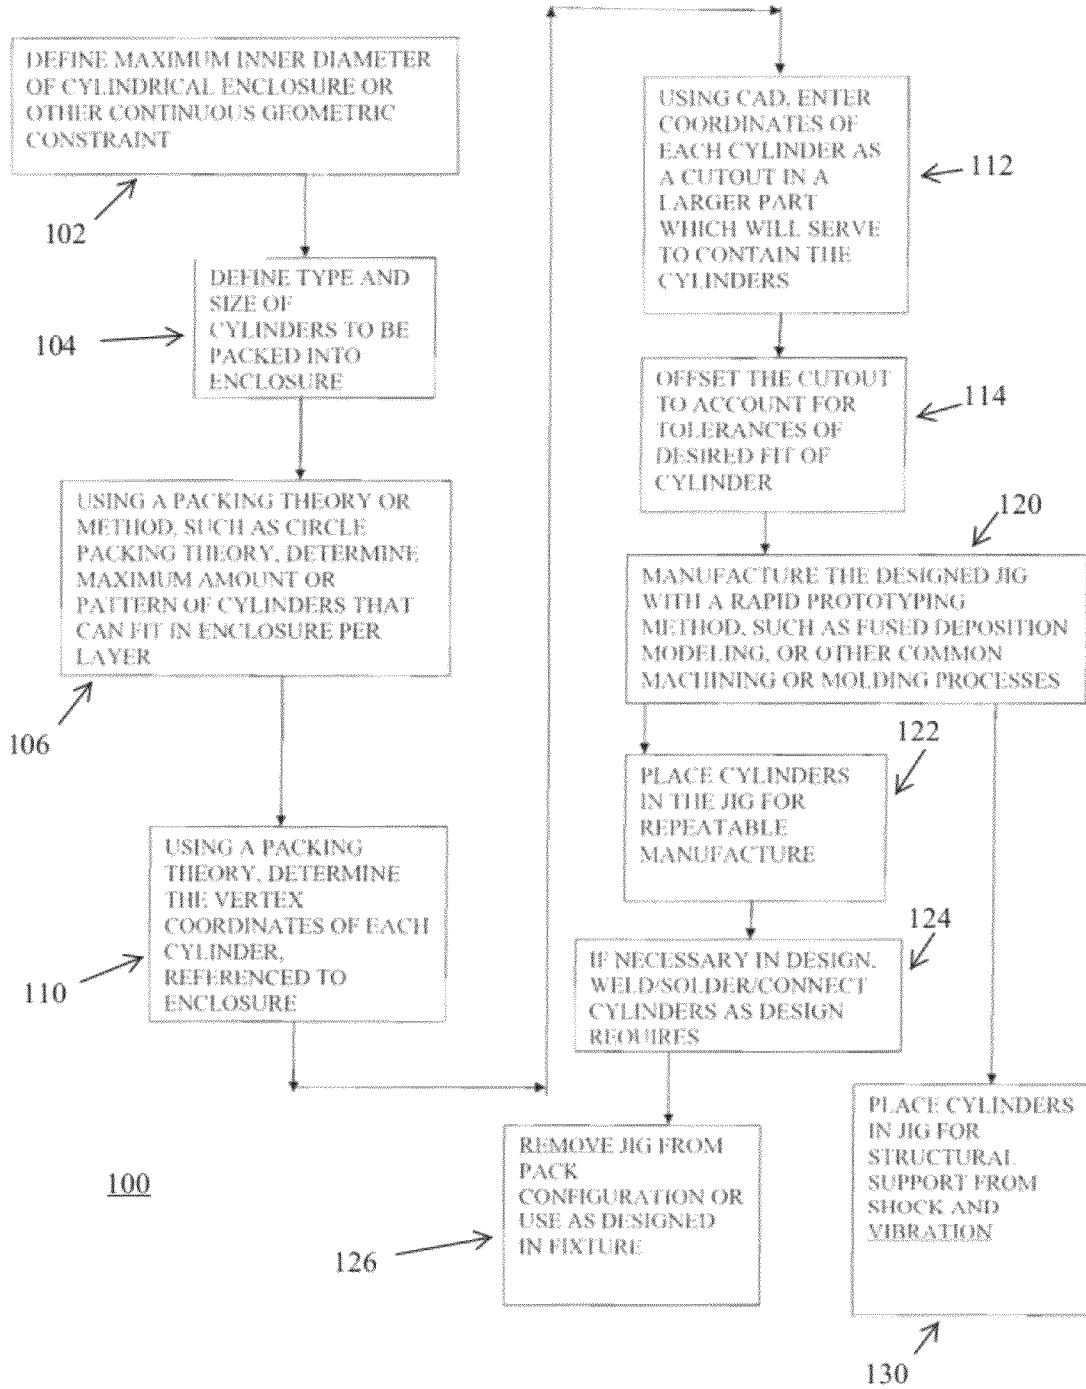 DEFINE MAXIMUM INNER DIAMETER
OF CYLINDRICAL ENCLOSURE OR
OTHER CONTINUOUS GEOMETRIC
CONSTRAINT
102
DEFINE TYPE AND
SIZE OF
CYLINDERS TO BE
PACKED INTO
ENCLOSURE
104
USING A PACKING THEORY OR
METHOD, SUCH AS CIRCLE
PACKING THEORY, DETERMINE
MAXIMUM AMOUNT OR
PATTERN OF CYLINDERS THAT
CAN FIT IN ENCLOSURE PER
LAYER
106
USING A PACKING
THEORY, DETERMINE
THE VERTEX
COORDINATES OF EACH
CYLINDER,
REFERENCED TO
ENCLOSURE
110
100
USING CAD, ENTER
COORDINATES OF
EACH CYLINDER AS
A CUTOUT IN A
LARGER PART
WHICH WILL SERVE
TO CONTAIN THE
CYLINDERS
112
OFFSET THE CUTOUT
TO ACCOUNT FOR
TOLERANCES OF
DESIRED FIT OF
CYLINDER
114
120
MANUFACTURE THE DESIGNED JIG
WITH A RAPID PROTOTYPING
METHOD, SUCH AS FUSED DEPOSITION
MODELING, OR OTHER COMMON
MACHINING OR MOLDING PROCESSES
122
PLACE CYLINDERS
IN THE JIG FOR
REPEATABLE
MANUFACTURE
124
IF NECESSARY IN DESIGN,
WELD/SOLDER/CONNECT
CYLINDERS AS DESIGN
REQUIRES
REMOVE JIG FROM
PACK
CONFIGURATION OR
USE AS DESIGNED
IN FIXTURE
126
PLACE CYLINDERS
IN JIG FOR
STRUCTURAL
SUPPORT FROM
SHOCK AND
VIBRATION
130